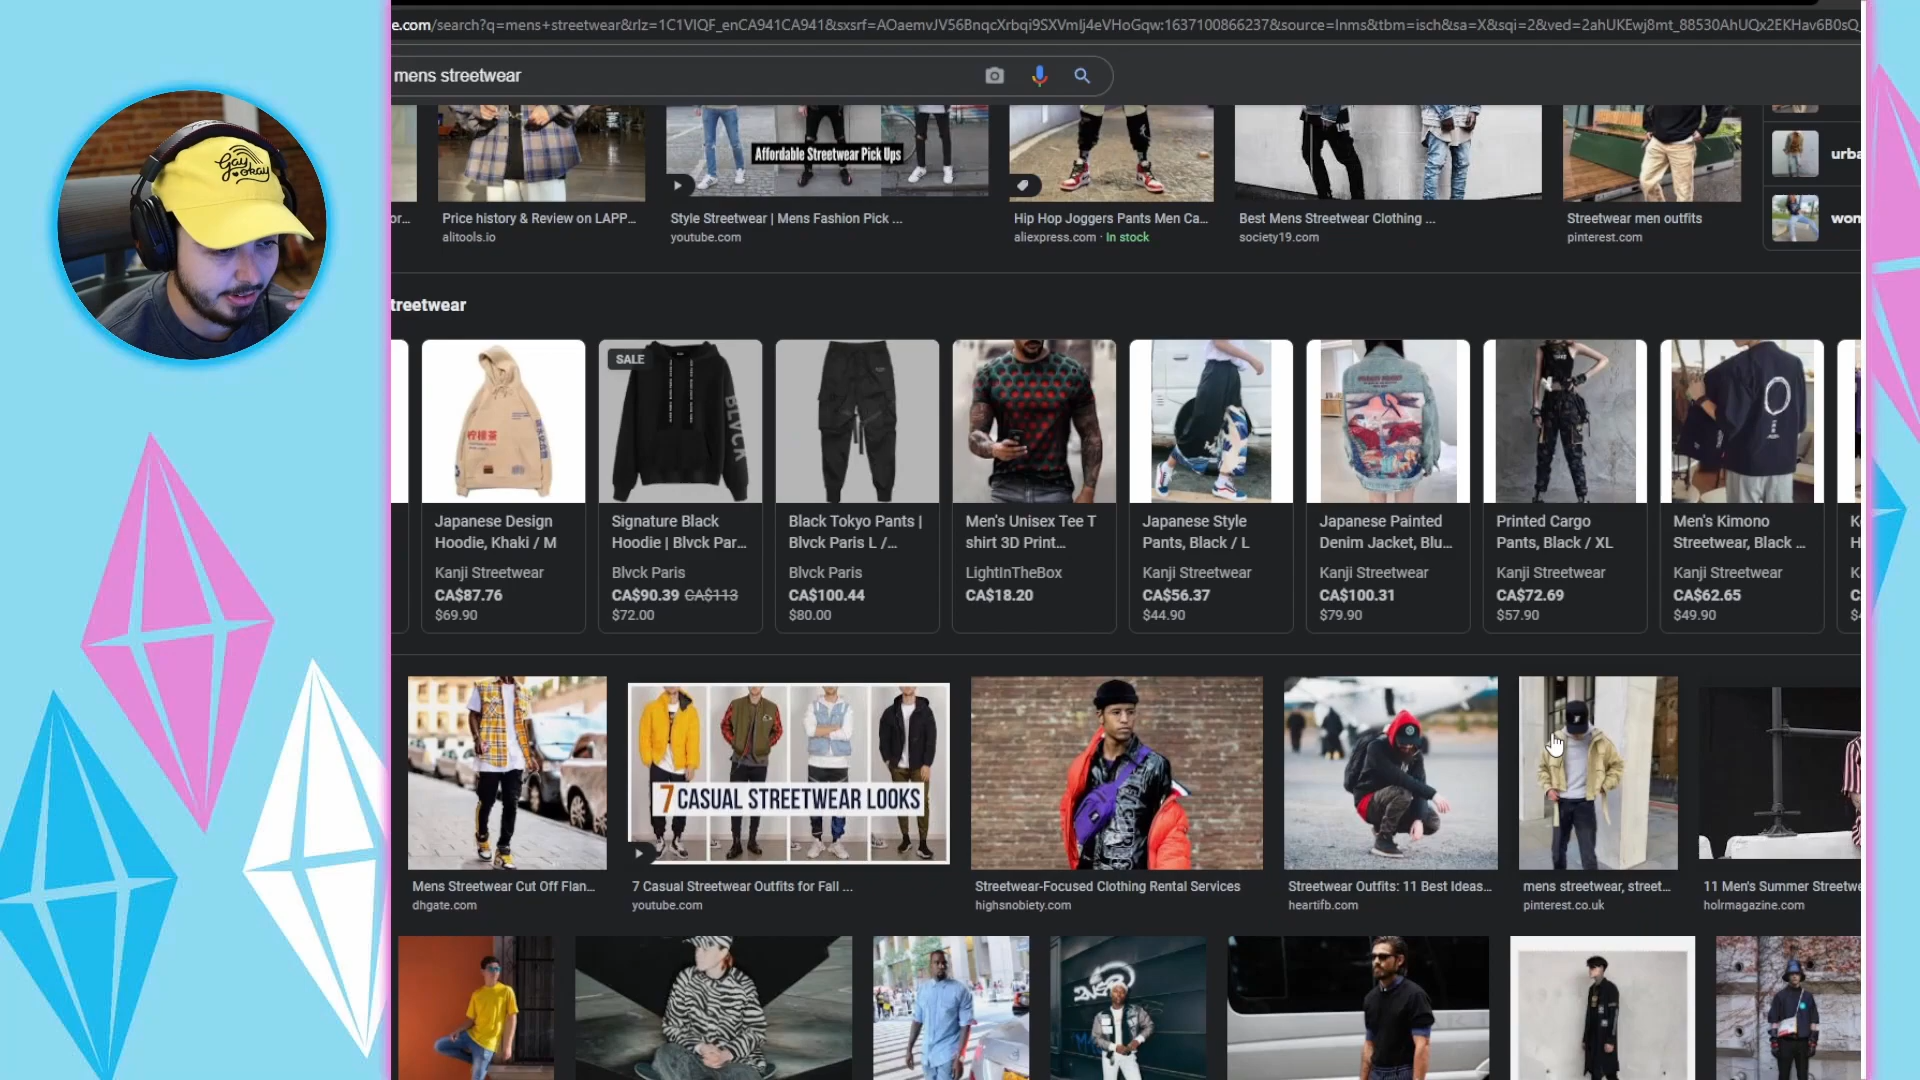 e.com/search?q=mens+streetwear&rlz=1C1VIQF_enCA941CA941&sxsrf=AOaemvJV56BnqcXrbqi9SXVmIj4eVHoGqw:1637100866237&source=lnms&tbm=isch&sa=X&sqi=2&ved=2ahUKEwj8mt_88530AhUQx2EKHav6B0sQ_
mens streetwear
Gay
okay
Affordable Streetwear Pick Ups
urba
wom
or...
Price history & Review on LAPP...
alitools.io
Style Streetwear | Mens Fashion Pick ...
youtube.com
Hip Hop Joggers Pants Men Ca...
aliexpress.com · In stock
Best Mens Streetwear Clothing ...
society19.com
Streetwear men outfits
pinterest.com
treetwear
SALE
BLVCK
柠檬茶
Japanese Design
Hoodie, Khaki / M
Kanji Streetwear
CA$87.76
$69.90
Signature Black
Hoodie | Blvck Par...
Blvck Paris
CA$90.39 CA$113
$72.00
Black Tokyo Pants |
Blvck Paris L /...
Blvck Paris
CA$100.44
$80.00
Men's Unisex Tee T
shirt 3D Print...
LightInTheBox
CA$18.20
Japanese Style
Pants, Black / L
Kanji Streetwear
CA$56.37
$44.90
Japanese Painted
Denim Jacket, Blu...
Kanji Streetwear
CA$100.31
$79.90
Printed Cargo
Pants, Black / XL
Kanji Streetwear
CA$72.69
$57.90
Men's Kimono
Streetwear, Black ...
Kanji Streetwear
CA$62.65
$49.90
7 CASUAL STREETWEAR LOOKS
Mens Streetwear Cut Off Flan...
dhgate.com
7 Casual Streetwear Outfits for Fall ...
youtube.com
Streetwear-Focused Clothing Rental Services
highsnobiety.com
Streetwear Outfits: 11 Best Ideas...
heartifb.com
mens streetwear, street...
pinterest.co.uk
11 Men's Summer Streetwe
holrmagazine.com